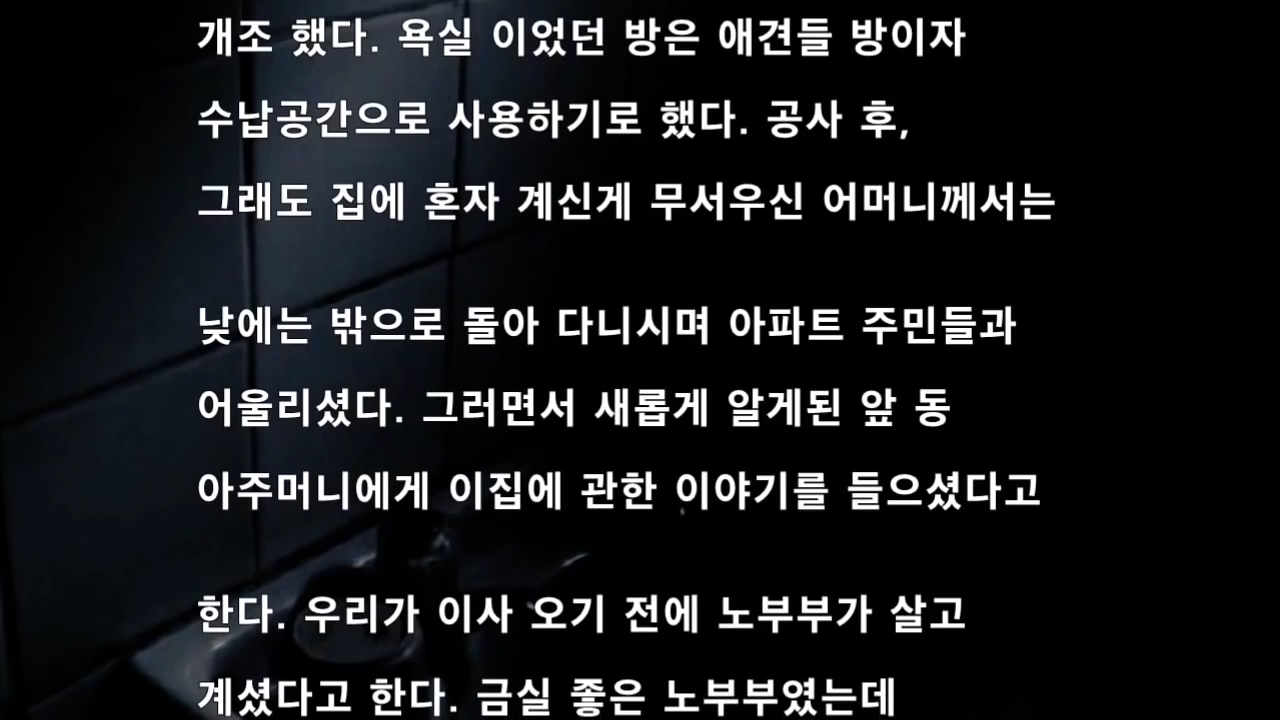 개조 했다. 욕실 이었던 방은 애견들 방이자
수납공간으로 사용하기로 했다. 공사 후,
그래도 집에 혼자 계신게 무서우신 어머니께서는
낮에는 밖으로 돌아 다니시며 아파트 주민들과
어울리셨다. 그러면서 새롭게 알게된 앞 동
아주머니에게 이집에 관한 이야기를 들으셨다고
한다. 우리가 이사 오기 전에 노부부가 살고
계셨다고 한다. 금실 좋은 노부부였는데